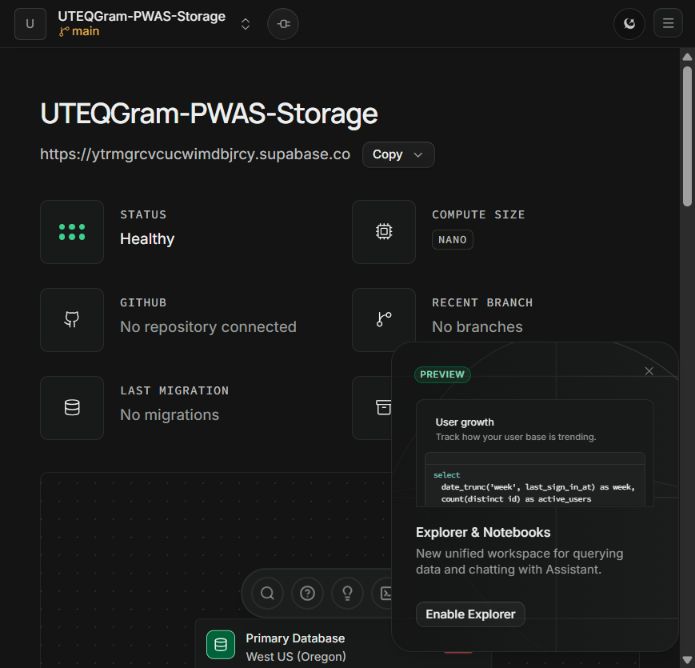 U
UTEQGram-PWAS-Storage
main
UTEQGram-PWAS-Storage
https://ytrmgrcvcucwimdbjrcy.supabase.co
Copy
STATUS
Healthy
COMPUTE SIZE
NANO
GITHUB
No repository connected
RECENT BRANCH
No branches
LAST MIGRATION
No migrations
PREVIEW
User growth
Track how your user base is trending.
select
date_trunc('week', last_sign_in_at) as week,
count(distinct id) as active_users
Explorer & Notebooks
New unified workspace for querying
data and chatting with Assistant.
Enable Explorer
Primary Database
West US (Oregon)